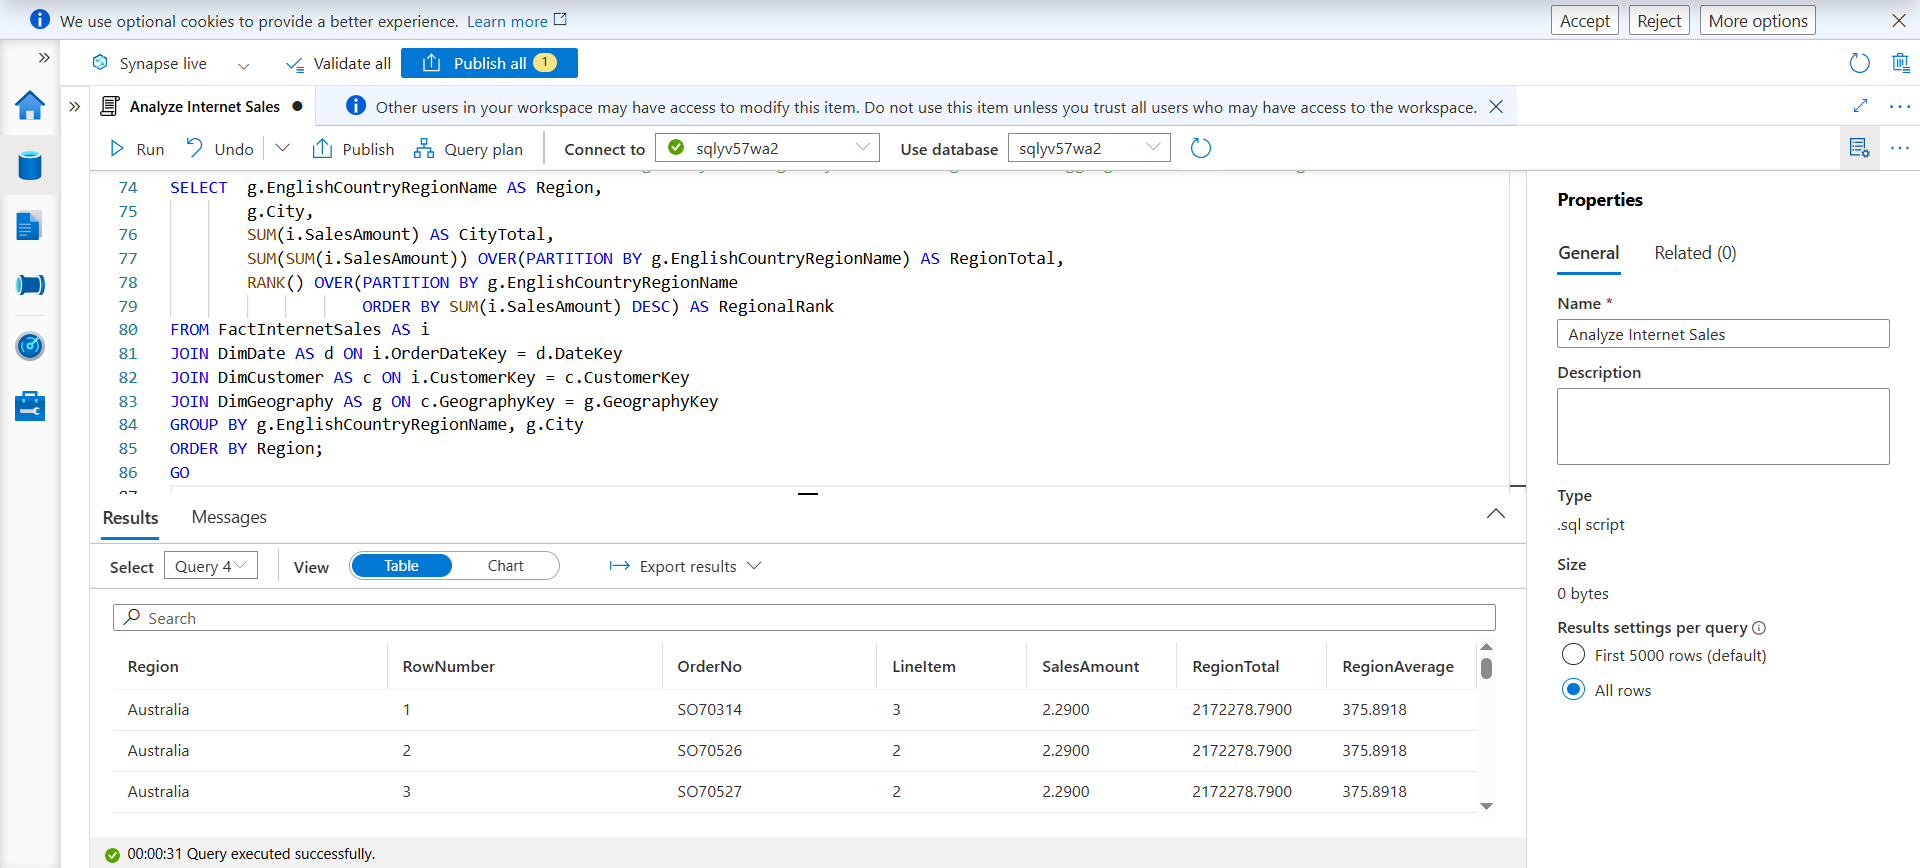 We use optional cookies to provide a better experience. Learn more
Accept
Reject
More options
Synapse live
Validate all
Publish all
1
Analyze Internet Sales
Other users in your workspace may have access to modify this item. Do not use this item unless you trust all users who may have access to the workspace.
Run
Undo
Publish
Query plan
Connect to
sqlyv57wa2
Use database
sqlyv57wa2
74 SELECT g.EnglishCountryRegionName AS Region,
75 g.City,
76 SUM(i.SalesAmount) AS CityTotal,
77 SUM(SUM(i.SalesAmount)) OVER(PARTITION BY g.EnglishCountryRegionName) AS RegionTotal,
78 RANK() OVER(PARTITION BY g.EnglishCountryRegionName
79 ORDER BY SUM(i.SalesAmount) DESC) AS RegionalRank
80 FROM FactInternetSales AS i
81 JOIN DimDate AS d ON i.OrderDateKey = d.DateKey
82 JOIN DimCustomer AS c ON i.CustomerKey = c.CustomerKey
83 JOIN DimGeography AS g ON c.GeographyKey = g.GeographyKey
84 GROUP BY g.EnglishCountryRegionName, g.City
85 ORDER BY Region;
86 GO
Results
Messages
Select
Query 4
View
Table
Chart
Export results
Search
Region RowNumber OrderNo LineItem SalesAmount RegionTotal RegionAverage
Australia 1 SO70314 3 2.2900 2172278.7900 375.8918
Australia 2 SO70526 2 2.2900 2172278.7900 375.8918
Australia 3 SO70527 2 2.2900 2172278.7900 375.8918
00:00:31 Query executed successfully.
Properties
General
Related (0)
Name *
Analyze Internet Sales
Description
Type
.sql script
Size
0 bytes
Results settings per query
First 5000 rows (default)
All rows